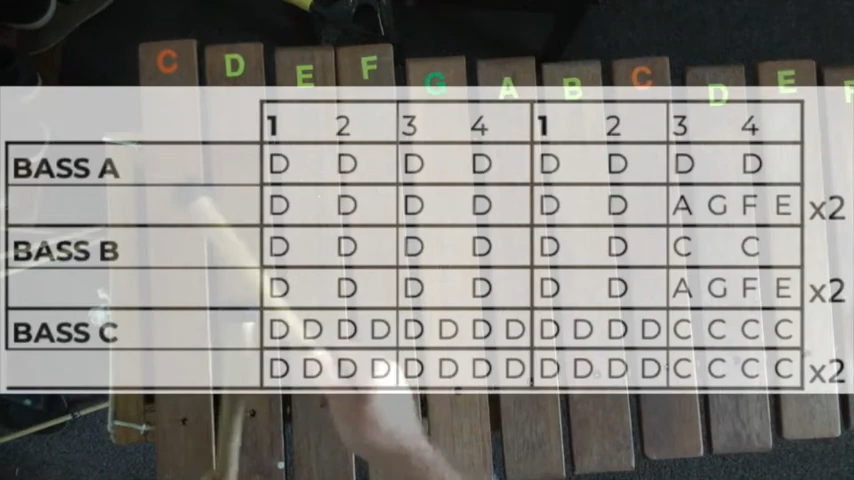 C D E F G A B C D E F
1 2 3 4 1 2 3 4
BASS A D D D D D D D D
D D D D D D A G F E x2
BASS B D D D D D D C C
D D D D D D A G F E x2
BASS C D D D D D D D D D D D D C C C C
D D D D D D D D D D D D C C C C x2